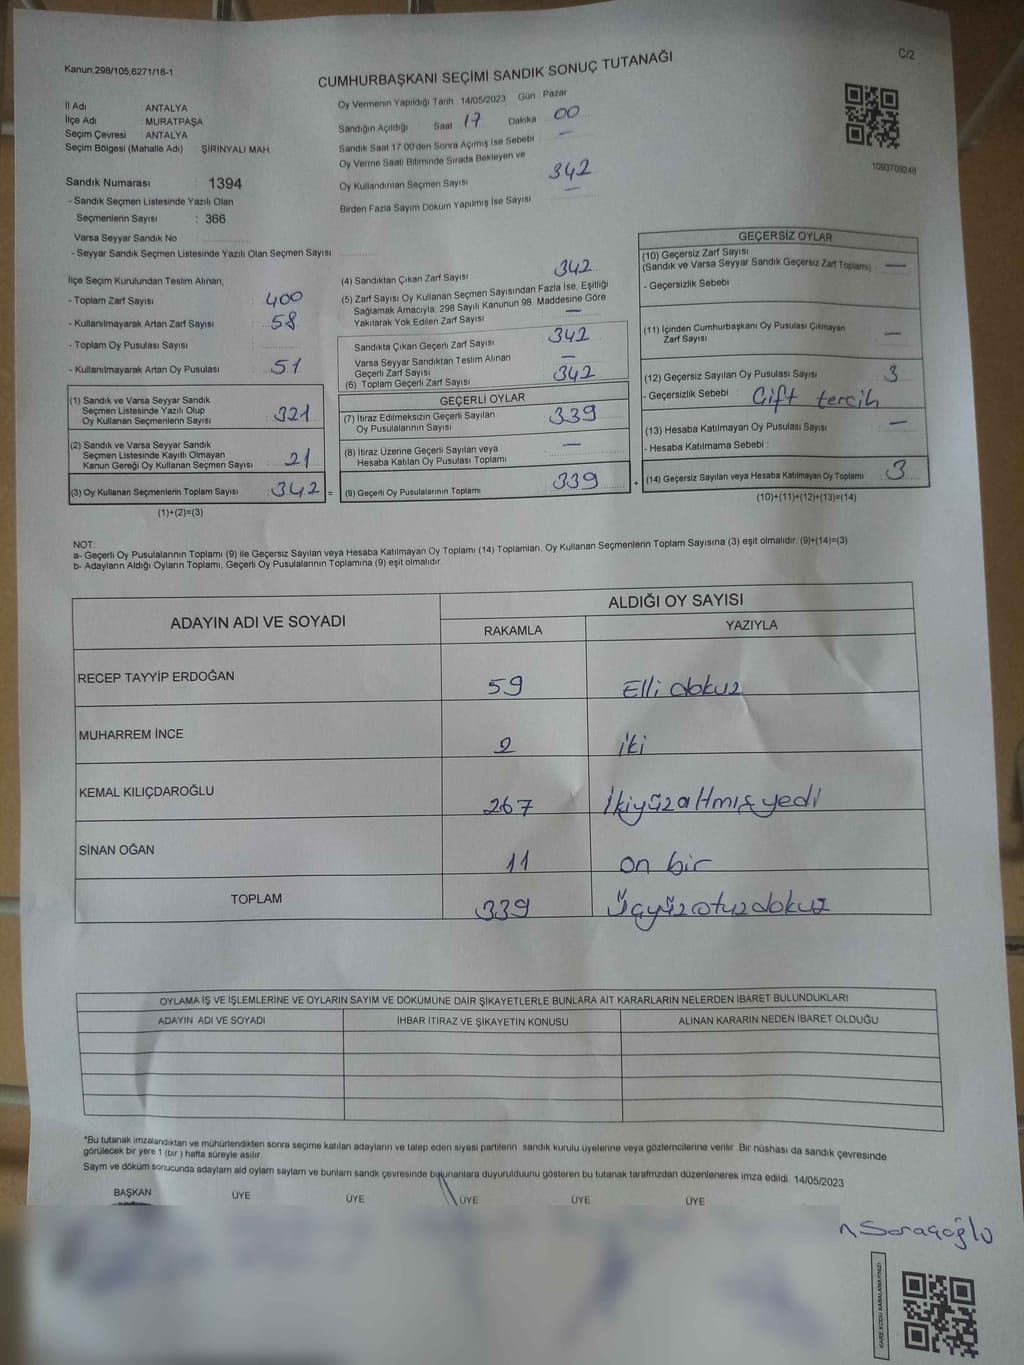 Kanun:298/105,6271/18-1
C/2
CUMHURBAŞKANI SEÇİMİ SANDIK SONUÇ TUTANAĞI
İl Adı : ANTALYA
İlçe Adı : MURATPAŞA
Seçim Çevresi : ANTALYA
Seçim Bölgesi (Mahalle Adı) : ŞİRİNYALI MAH.
Oy Vermenin Yapıldığı Tarih : 14/05/2023 Gün : Pazar
Sandığın Açıldığı Saat 17 Dakika 00
Sandık Saat 17:00'den Sonra Açılmış İse Sebebi —
Oy Verme Saati Bitiminde Sırada Bekleyen ve
Oy Kullandırılan Seçmen Sayısı 342
Birden Fazla Sayım Döküm Yapılmış İse Sayısı —
1093709248
Sandık Numarası : 1394
- Sandık Seçmen Listesinde Yazılı Olan
Seçmenlerin Sayısı : 366
Varsa Seyyar Sandık No
- Seyyar Sandık Seçmen Listesinde Yazılı Olan Seçmen Sayısı:
İlçe Seçim Kurulundan Teslim Alınan;
- Toplam Zarf Sayısı : 400
- Kullanılmayarak Artan Zarf Sayısı : 58
- Toplam Oy Pusulası Sayısı :
- Kullanılmayarak Artan Oy Pusulası : 51
(1) Sandık ve Varsa Seyyar Sandık
Seçmen Listesinde Yazılı Olup
Oy Kullanan Seçmenlerin Sayısı : 321
(2) Sandık ve Varsa Seyyar Sandık
Seçmen Listesinde Kayıtlı Olmayan
Kanun Gereği Oy Kullanan Seçmen Sayısı : 21
(3) Oy Kullanan Seçmenlerin Toplam Sayısı : 342 =
(1)+(2)=(3)
(4) Sandıktan Çıkan Zarf Sayısı 342
(5) Zarf Sayısı Oy Kullanan Seçmen Sayısından Fazla İse, Eşitliği
Sağlamak Amacıyla; 298 Sayılı Kanunun 98. Maddesine Göre
Yakılarak Yok Edilen Zarf Sayısı —
Sandıkta Çıkan Geçerli Zarf Sayısı 342
Varsa Seyyar Sandıktan Teslim Alınan
Geçerli Zarf Sayısı —
(6) Toplam Geçerli Zarf Sayısı 342
GEÇERLİ OYLAR
(7) İtiraz Edilmeksizin Geçerli Sayılan
Oy Pusulalarının Sayısı 339
(8) İtiraz Üzerine Geçerli Sayılan veya
Hesaba Katılan Oy Pusulası Toplamı —
(9) Geçerli Oy Pusulalarının Toplamı 339 +
GEÇERSİZ OYLAR
(10) Geçersiz Zarf Sayısı
(Sandık ve Varsa Seyyar Sandık Geçersiz Zarf Toplamı) —
- Geçersizlik Sebebi :
(11) İçinden Cumhurbaşkanı Oy Pusulası Çıkmayan
Zarf Sayısı —
(12) Geçersiz Sayılan Oy Pusulası Sayısı 3
- Geçersizlik Sebebi : Çift tercih
(13) Hesaba Katılmayan Oy Pusulası Sayısı —
- Hesaba Katılmama Sebebi :
(14) Geçersiz Sayılan veya Hesaba Katılmayan Oy Toplamı 3
(10)+(11)+(12)+(13)=(14)
NOT:
a- Geçerli Oy Pusulalarının Toplamı (9) ile Geçersiz Sayılan veya Hesaba Katılmayan Oy Toplamı (14) Toplamları, Oy Kullanan Seçmenlerin Toplam Sayısına (3) eşit olmalıdır. (9)+(14)=(3)
b- Adayların Aldığı Oyların Toplamı, Geçerli Oy Pusulalarının Toplamına (9) eşit olmalıdır.
ADAYIN ADI VE SOYADI
ALDIĞI OY SAYISI
RAKAMLA YAZIYLA
RECEP TAYYİP ERDOĞAN 59 Elli dokuz
MUHARREM İNCE 2 iki
KEMAL KILIÇDAROĞLU 267 İkiyüzaltmış yedi
SİNAN OĞAN 11 on bir
TOPLAM 339 Üçyüzotuzdokuz
OYLAMA İŞ VE İŞLEMLERİNE VE OYLARIN SAYIM VE DÖKÜMÜNE DAİR ŞİKAYETLERLE BUNLARA AİT KARARLARIN NELERDEN İBARET BULUNDUKLARI
ADAYIN ADI VE SOYADI İHBAR İTİRAZ VE ŞİKAYETİN KONUSU ALINAN KARARIN NEDEN İBARET OLDUĞU
*Bu tutanak imzalandıktan ve mühürlendikten sonra seçime katılan adayların ve talep eden siyasi partilerin sandık kurulu üyelerine veya gözlemcilerine verilir. Bir nüshası da sandık çevresinde
görülecek bir yere 1 (bir ) hafta süreyle asılır.
Saym ve döküm sonucunda adaylarn ald oylarn saylarn ve bunlarn sandk çevresinde bulunanlara duyurulduunu gösteren bu tutanak tarafmzdan düzenlenerek imza edildi. 14/05/2023
BAŞKAN ÜYE ÜYE ÜYE ÜYE ÜYE
n Saraçoğlu
KARE KODU KARALAMAYINIZ!